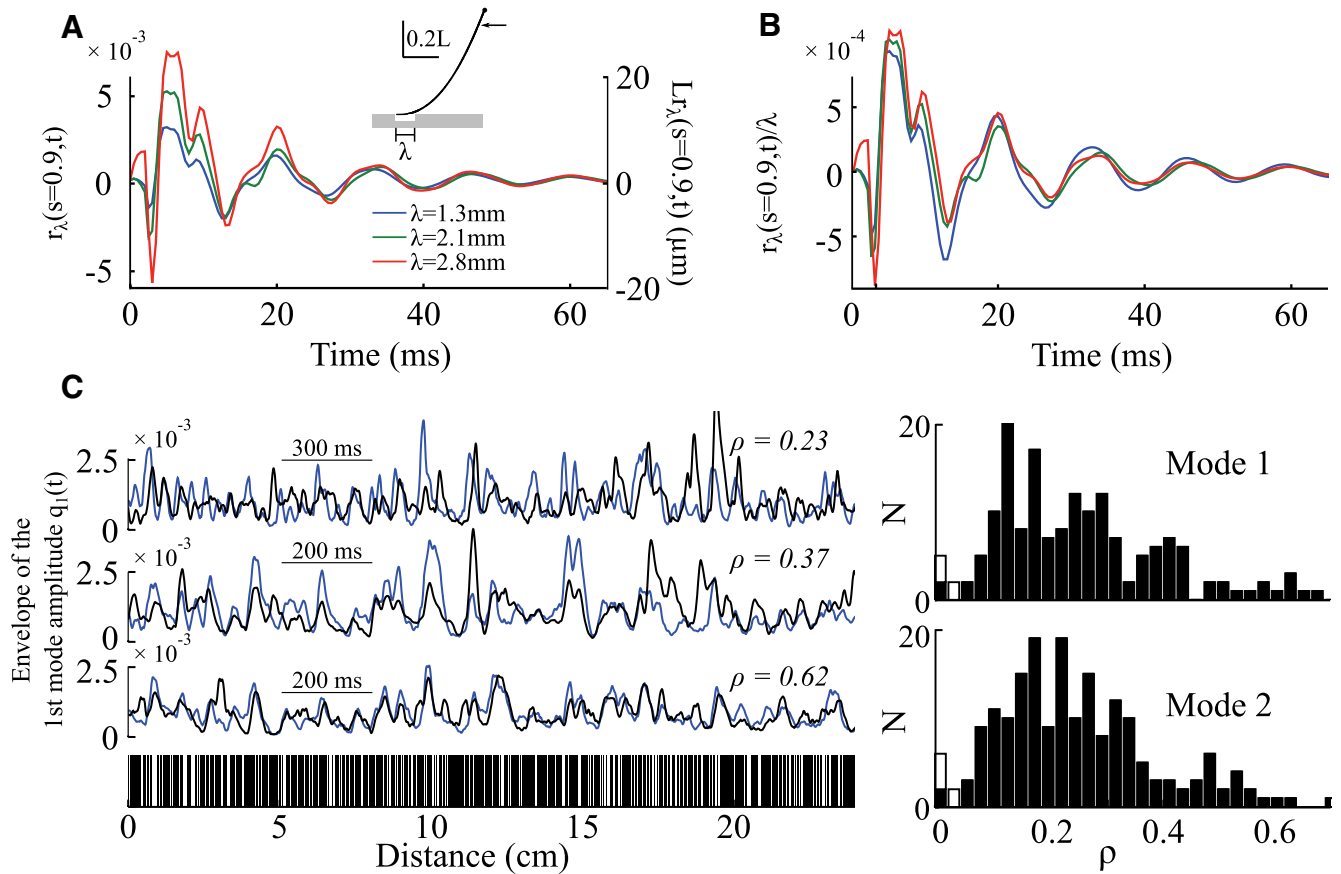 A
× 10⁻³
5
0
-5
r_λ(s=0.9,t)
0.2L
λ
20
0
-20
Lr_λ(s=0.9,t) (μm)
λ=1.3mm
λ=2.1mm
λ=2.8mm
0 20 40 60
Time (ms)
B
× 10⁻⁴
5
0
-5
r_λ(s=0.9,t)/λ
0 20 40 60
Time (ms)
C
Envelope of the
1st mode amplitude q₁(t)
× 10⁻³
2.5
0
300 ms
ρ = 0.23
× 10⁻³
2.5
0
200 ms
ρ = 0.37
× 10⁻³
2.5
0
200 ms
ρ = 0.62
0 5 10 15 20
Distance (cm)
20
0
N
Mode 1
20
0
N
Mode 2
0 0.2 0.4 0.6
ρ